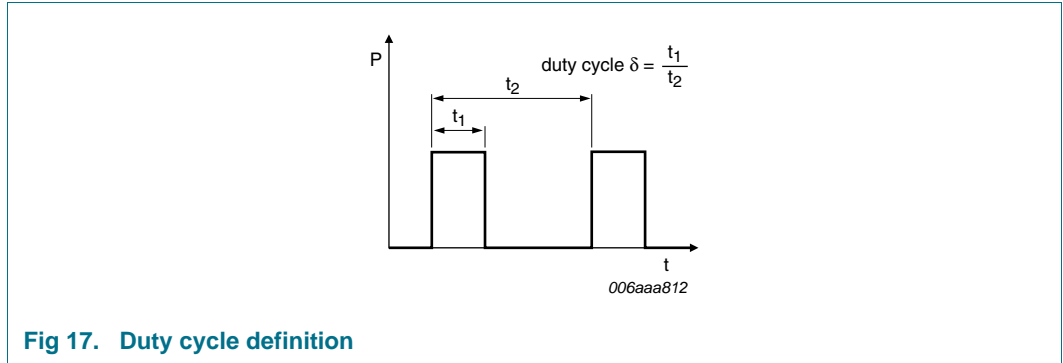 P
duty cycle δ = t1
t2
t2
t1
t
006aaa812
Fig 17. Duty cycle definition